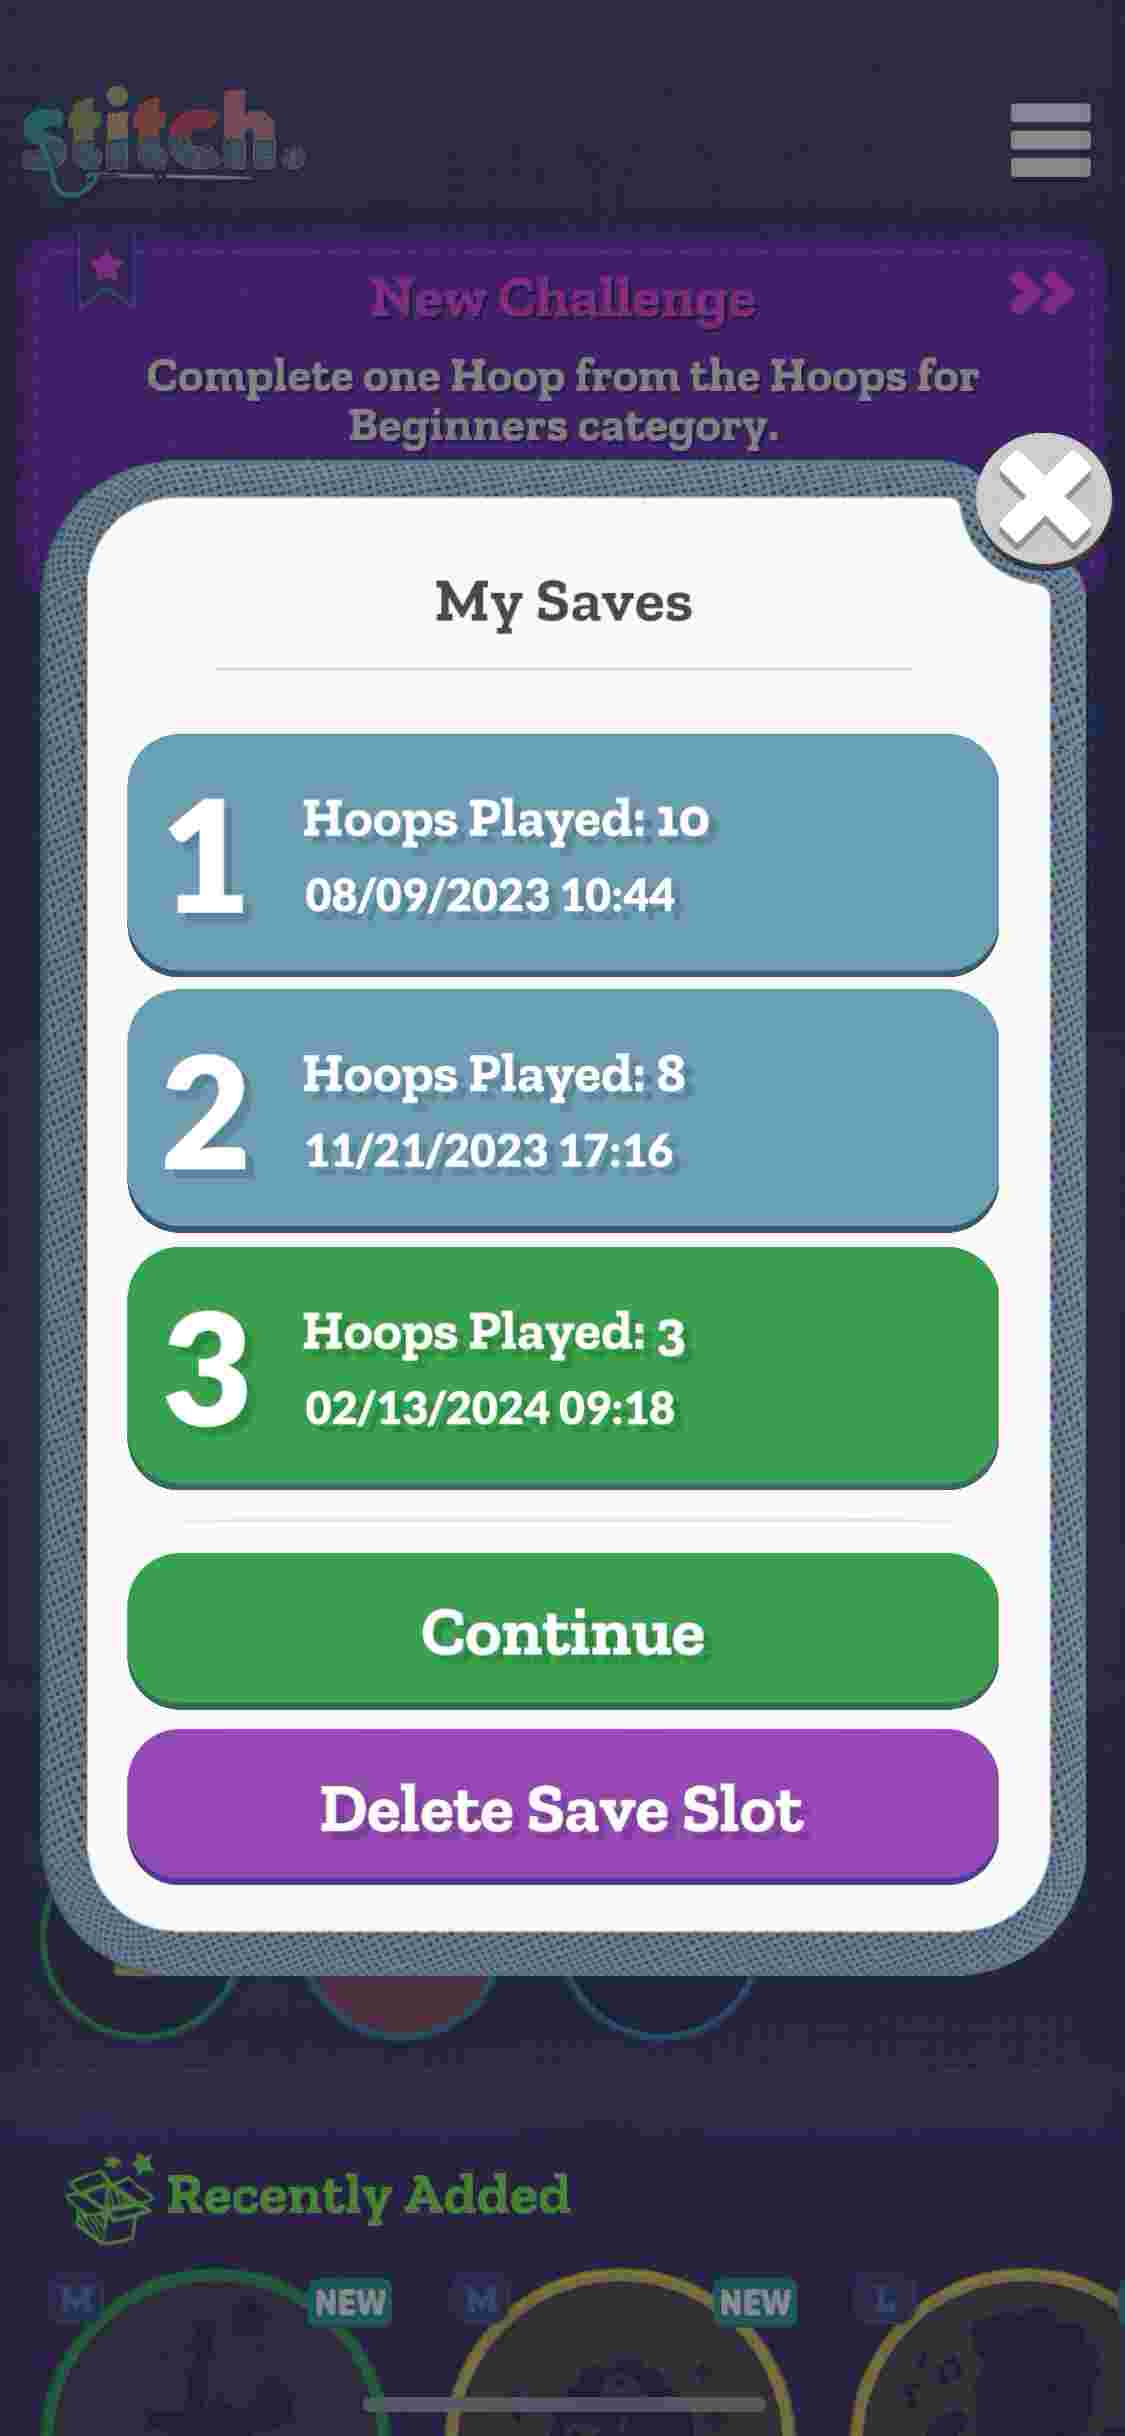 stitch.
New Challenge
Complete one Hoop from the Hoops for
Beginners category.
My Saves
1
Hoops Played: 10
08/09/2023 10:44
2
Hoops Played: 8
11/21/2023 17:16
3
Hoops Played: 3
02/13/2024 09:18
Continue
Delete Save Slot
Recently Added
M
NEW
M
NEW
L